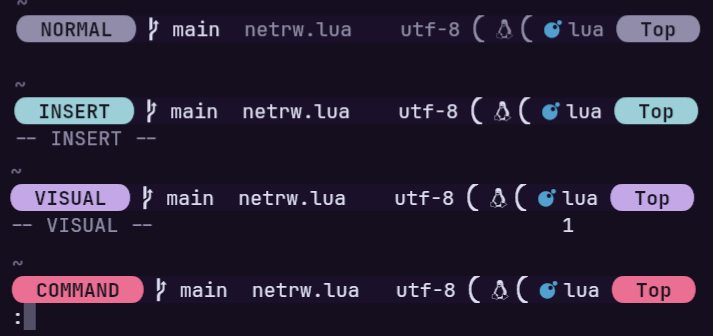 ~
NORMAL main netrw.lua utf-8 ( ( lua Top
~
INSERT main netrw.lua utf-8 ( ( lua Top
-- INSERT --
~
VISUAL main netrw.lua utf-8 ( ( lua Top
-- VISUAL -- 1
~
COMMAND main netrw.lua utf-8 ( ( lua Top
: